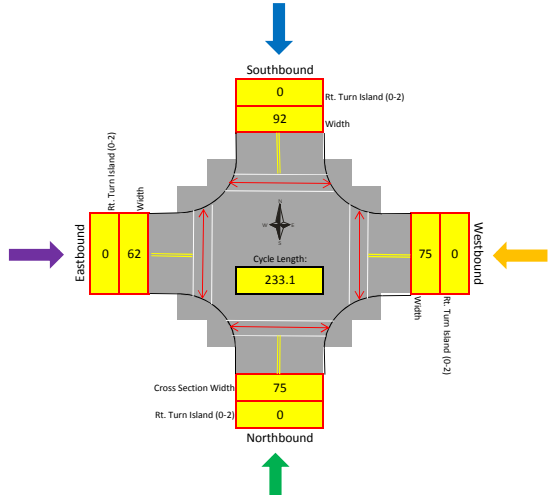 Southbound
0
Rt. Turn Island (0-2)
92
Width
Rt. Turn Island (0-2)
Width
Eastbound
0
62
N
W
E
S
Cycle Length:
233.1
75
0
Westbound
Width
Rt. Turn Island (0-2)
Cross Section Width
75
Rt. Turn Island (0-2)
0
Northbound